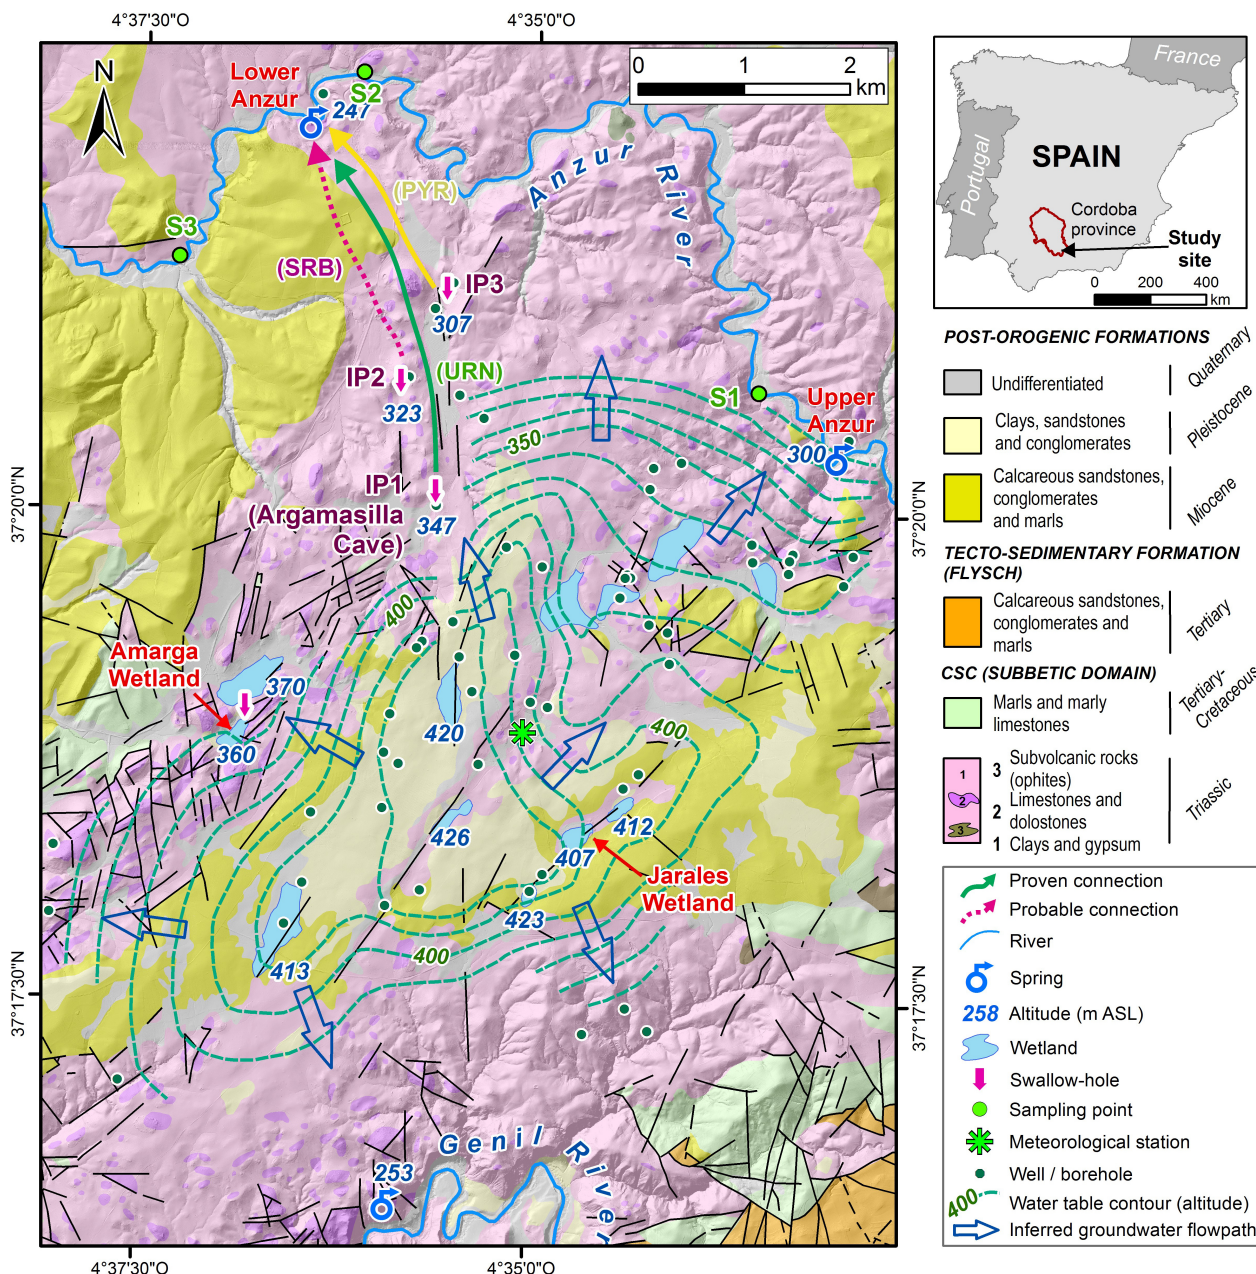 4°37'30"O
4°35'0"O
N
0 1 2
km
Lower
Anzur
S2
247
S3
(PYR)
Anzur
River
(SRB)
IP3
307
IP2
(URN)
323
S1
Upper
Anzur
300
350
IP1
(Argamasilla
Cave)
347
37°20'0"N
37°20'0"N
400
Amarga
Wetland
370
360
420
400
426
412
407
Jarales
Wetland
423
413
400
37°17'30"N
37°17'30"N
253
Genil
River
4°37'30"O
4°35'0"O
France
Portugal
SPAIN
Cordoba
province
Study
site
0 200 400
km
POST-OROGENIC FORMATIONS
Undifferentiated
Quaternary
Clays, sandstones
and conglomerates
Pleistocene
Calcareous sandstones,
conglomerates
and marls
Miocene
TECTO-SEDIMENTARY FORMATION
(FLYSCH)
Calcareous sandstones,
conglomerates and
marls
Tertiary
CSC (SUBBETIC DOMAIN)
Marls and marly
limestones
Tertiary-
Cretaceous
1
2
3
3 Subvolcanic rocks
(ophites)
2 Limestones and
dolostones
1 Clays and gypsum
Triassic
Proven connection
Probable connection
River
Spring
258 Altitude (m ASL)
Wetland
Swallow-hole
Sampling point
Meteorological station
Well / borehole
400 Water table contour (altitude)
Inferred groundwater flowpath